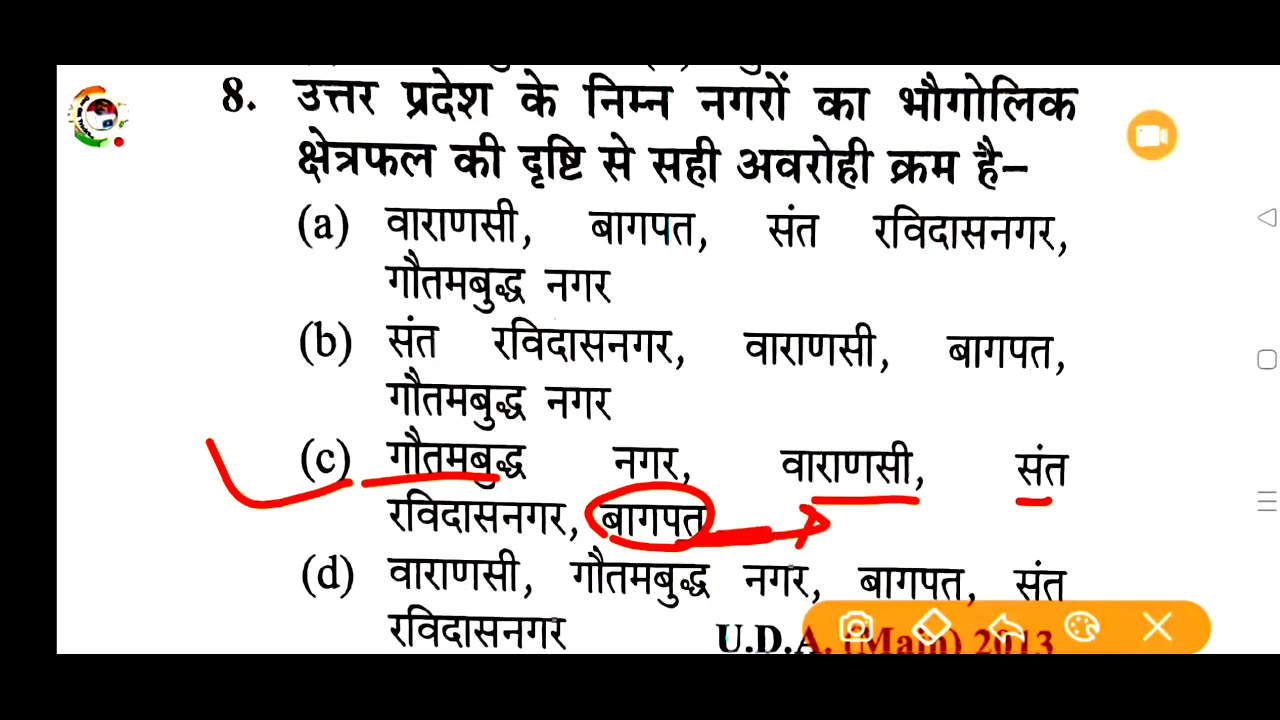 8. उत्तर प्रदेश के निम्न नगरों का भौगोलिक
क्षेत्रफल की दृष्टि से सही अवरोही क्रम है–
(a) वाराणसी, बागपत, संत रविदासनगर,
गौतमबुद्ध नगर
(b) संत रविदासनगर, वाराणसी, बागपत,
गौतमबुद्ध नगर
(c) गौतमबुद्ध नगर, वाराणसी, संत
रविदासनगर, बागपत
(d) वाराणसी, गौतमबुद्ध नगर, बागपत, संत
रविदासनगर
U.D.A. (Main) 2013